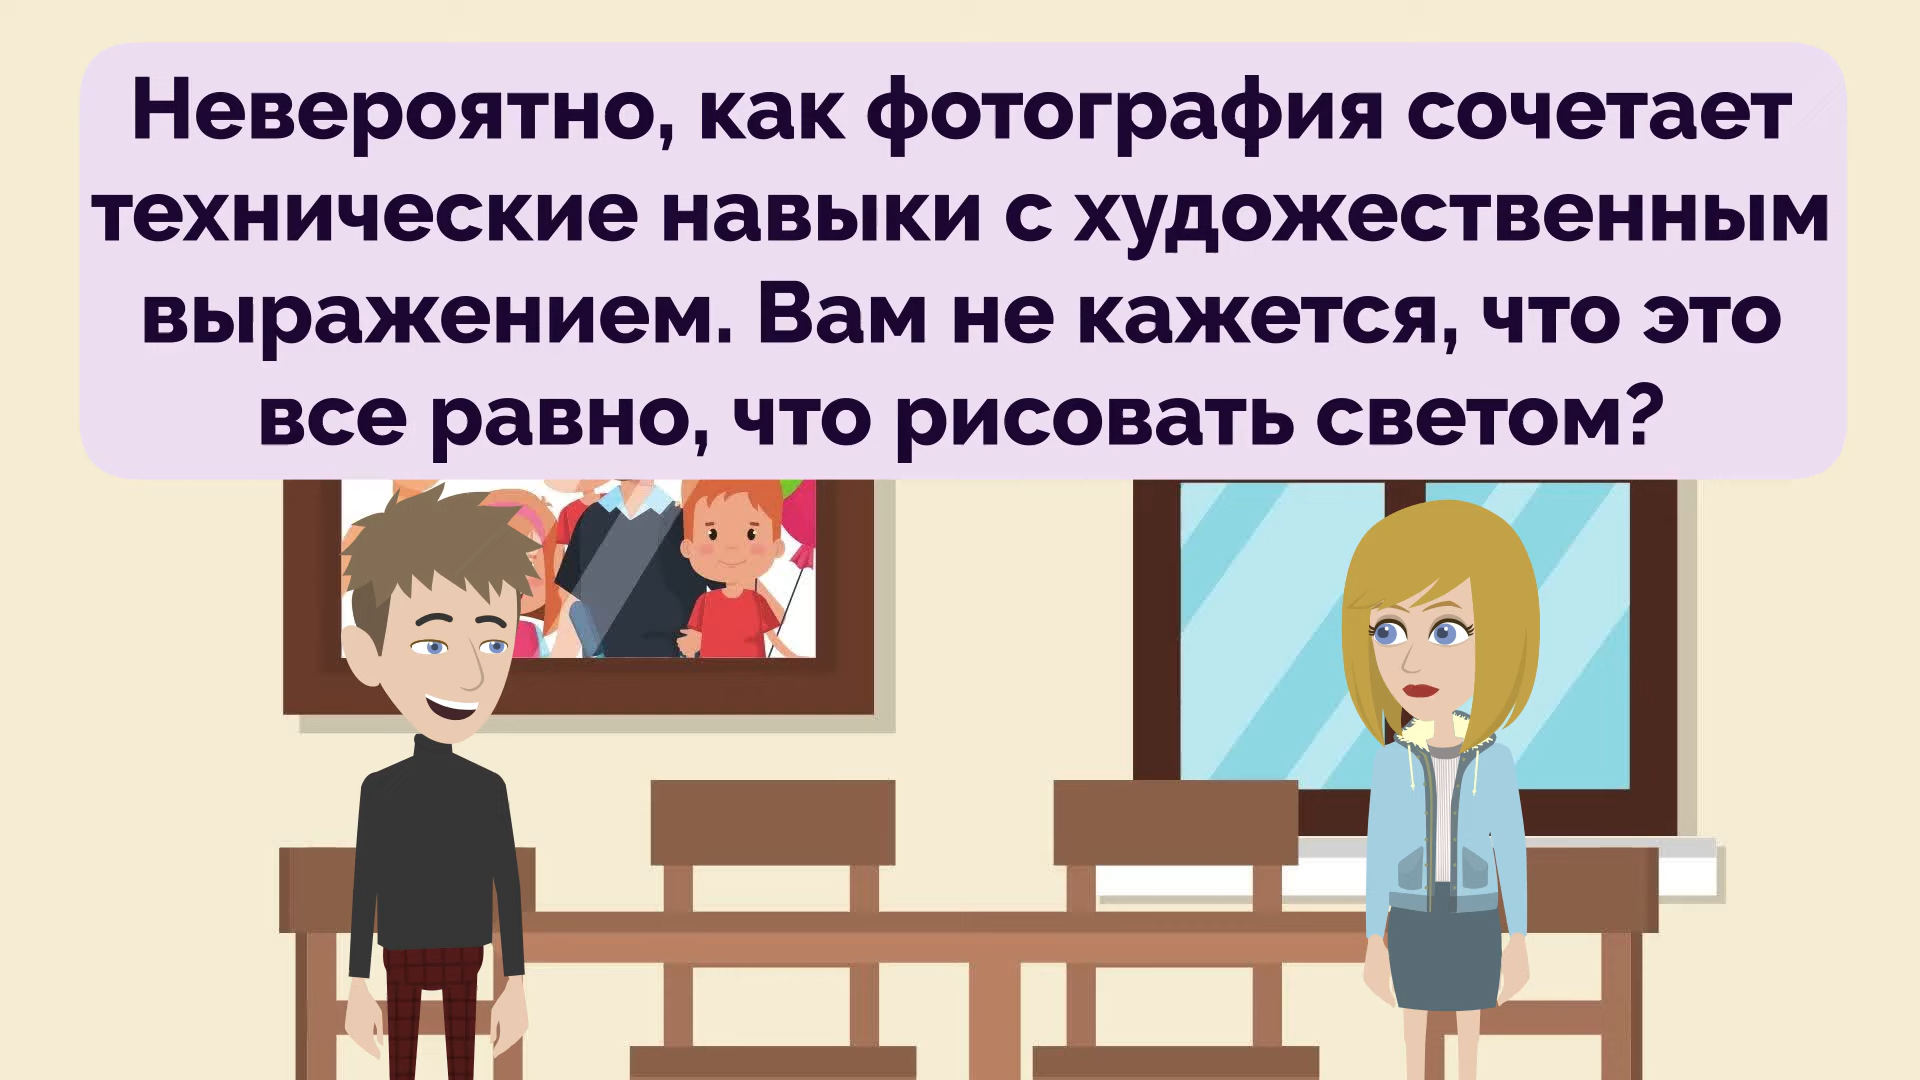 Невероятно, как фотография сочетает
технические навыки с художественным
выражением. Вам не кажется, что это
все равно, что рисовать светом?